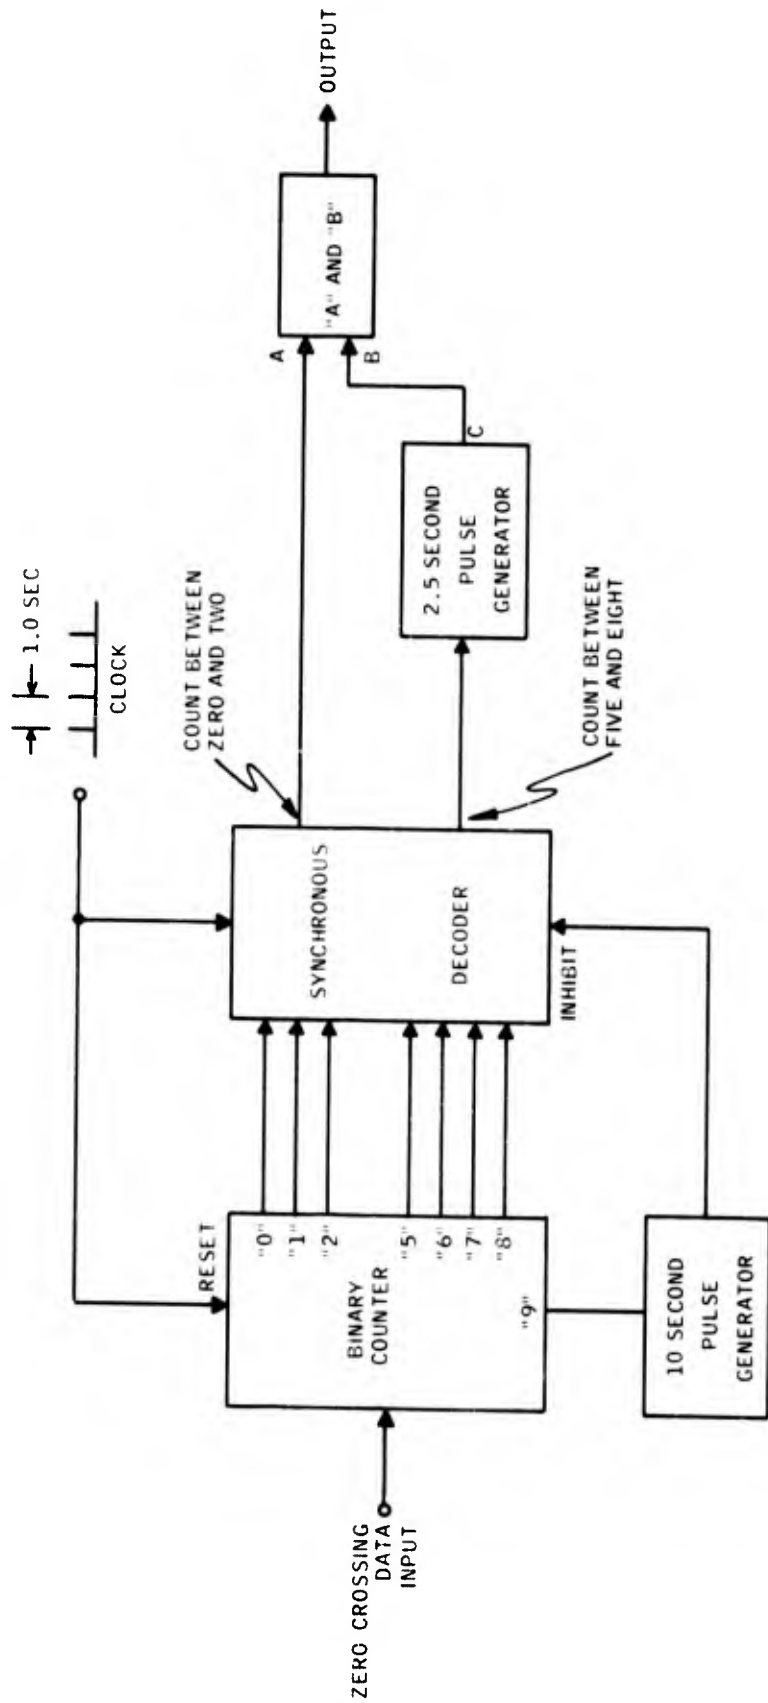 ZERO CROSSING
DATA
INPUT
RESET
BINARY
COUNTER
"0"
"1"
"2"
"5"
"6"
"7"
"8"
"9"
10 SECOND
PULSE
GENERATOR
SYNCHRONOUS
DECODER
INHIBIT
1.0 SEC
CLOCK
COUNT BETWEEN
ZERO AND TWO
COUNT BETWEEN
FIVE AND EIGHT
2.5 SECOND
PULSE
GENERATOR
C
A
B
"A" AND "B"
OUTPUT